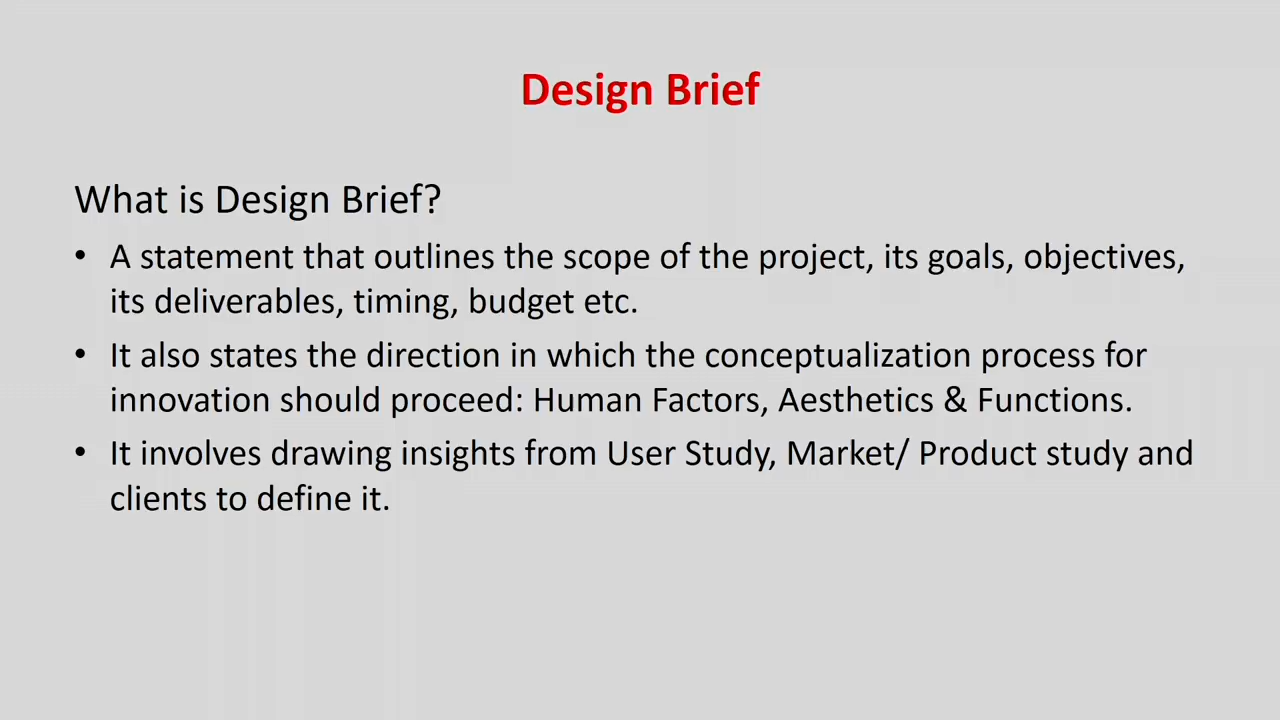 Design Brief
What is Design Brief?
• A statement that outlines the scope of the project, its goals, objectives,
its deliverables, timing, budget etc.
• It also states the direction in which the conceptualization process for
innovation should proceed: Human Factors, Aesthetics & Functions.
• It involves drawing insights from User Study, Market/ Product study and
clients to define it.